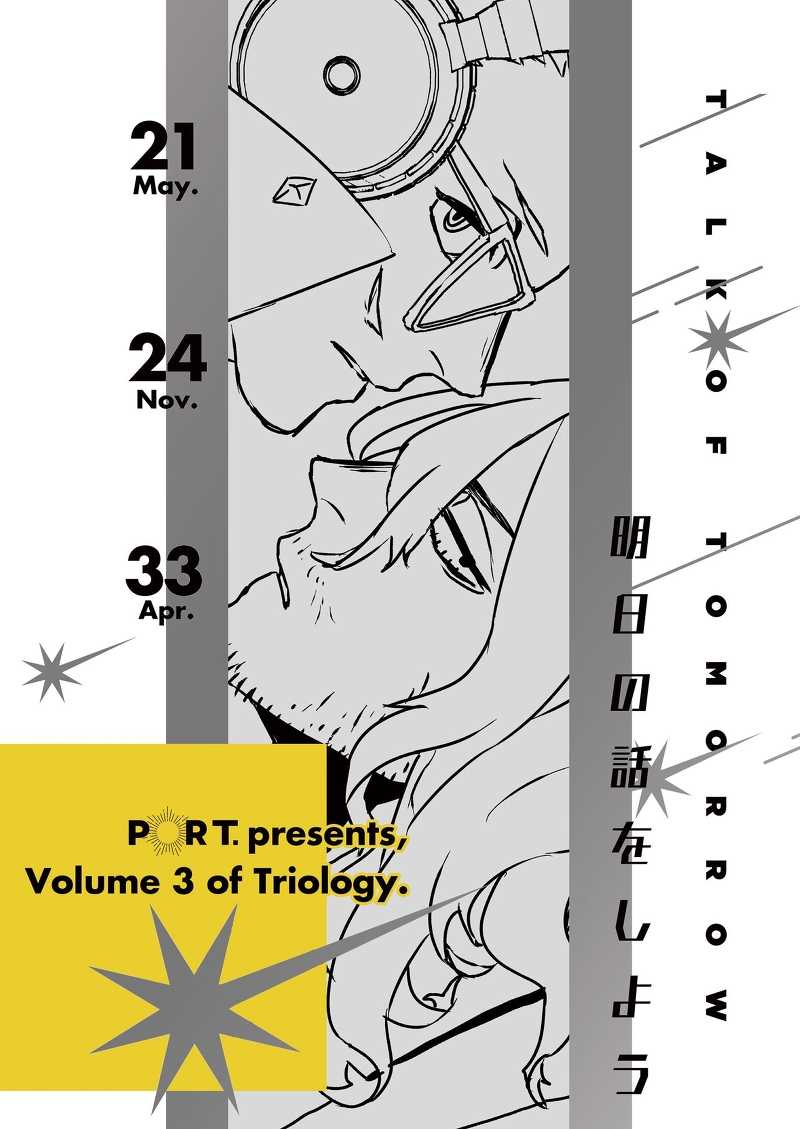 21
May.
24
Nov.
33
Apr.
TALK OF TOMORROW
明日の話をしよう
PORT. presents,
Volume 3 of Triology.